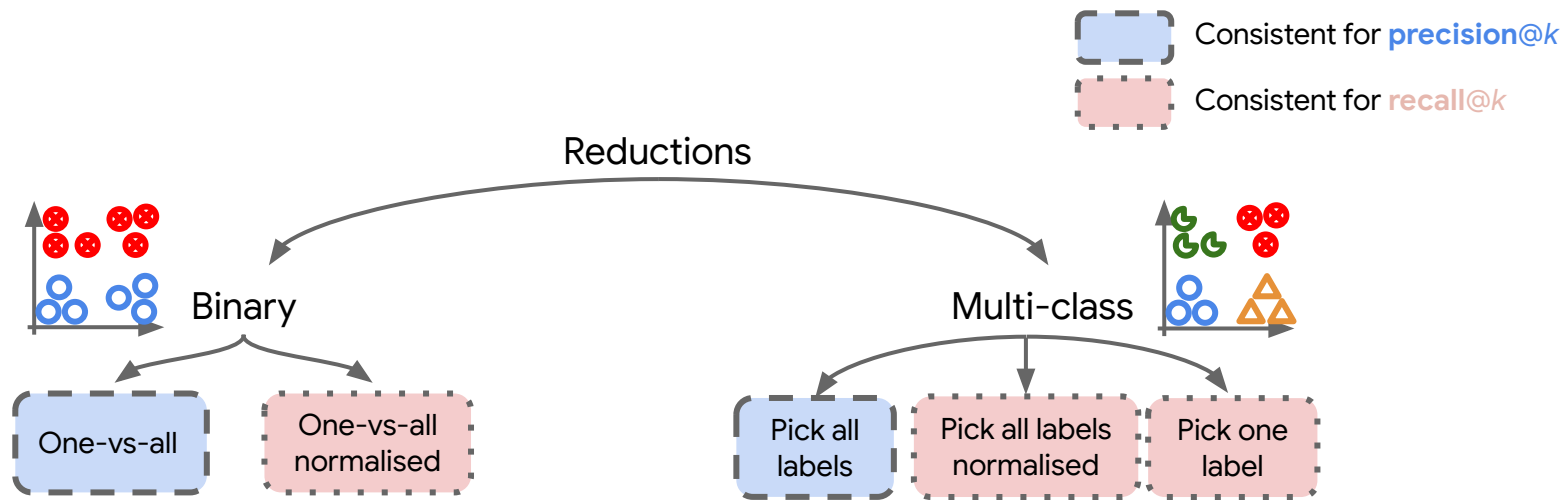 Consistent for precision@k
Consistent for recall@k
Reductions
Binary
Multi-class
One-vs-all
One-vs-all
normalised
Pick all
labels
Pick all labels
normalised
Pick one
label